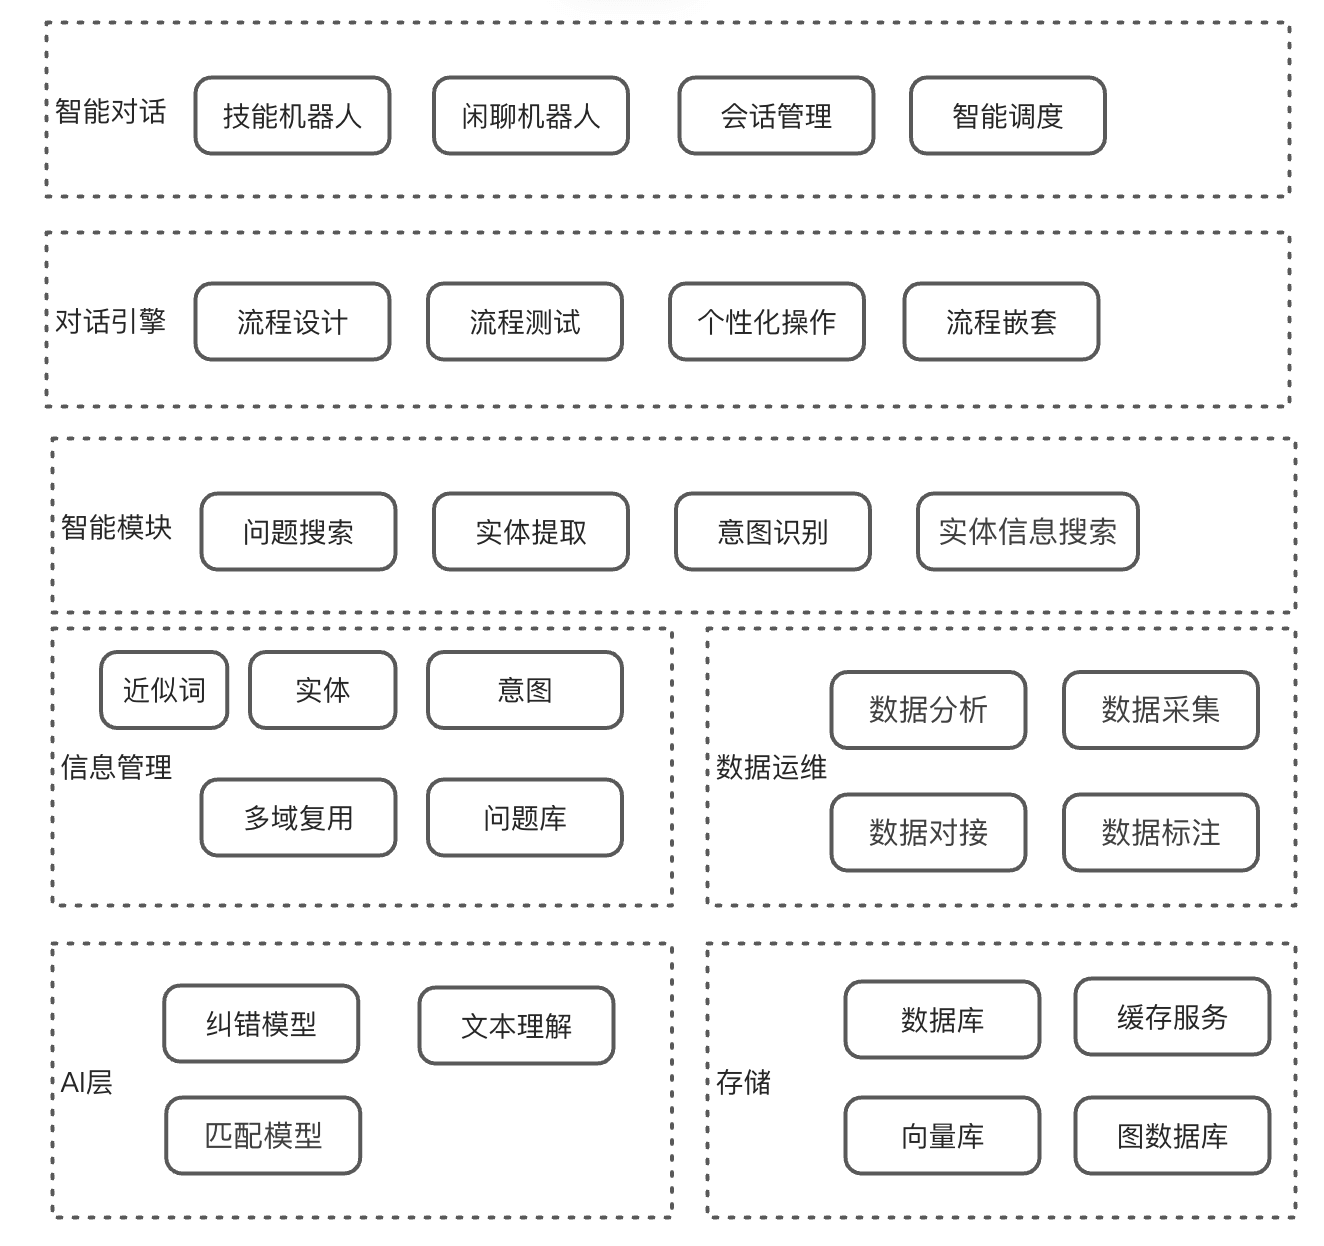 智能对话
技能机器人
闲聊机器人
会话管理
智能调度
对话引擎
流程设计
流程测试
个性化操作
流程嵌套
智能模块
问题搜索
实体提取
意图识别
实体信息搜索
信息管理
近似词
实体
意图
多域复用
问题库
数据运维
数据分析
数据采集
数据对接
数据标注
AI层
纠错模型
文本理解
匹配模型
存储
数据库
缓存服务
向量库
图数据库